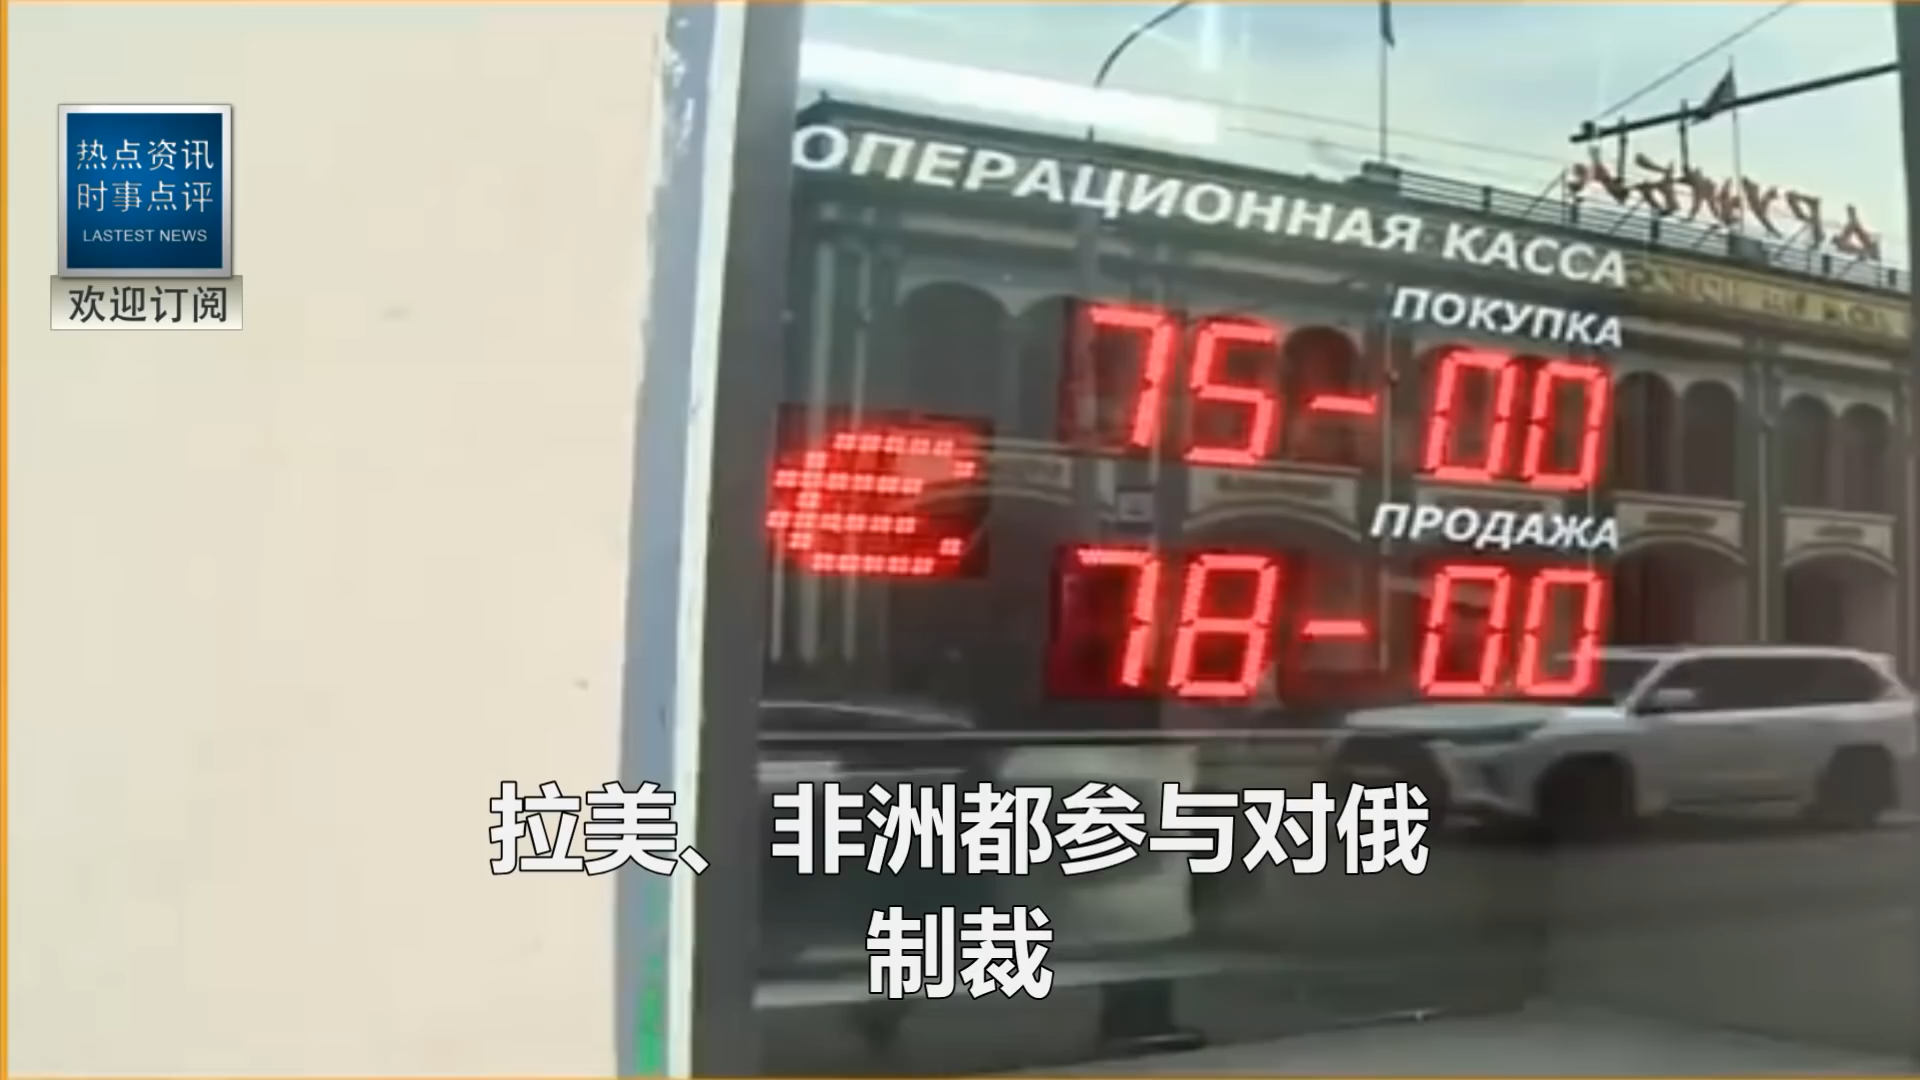 热点资讯
时事点评
LASTEST NEWS
欢迎订阅
ОПЕРАЦИОННАЯ КАССА
ПОКУПКА
75-00
€
ПРОДАЖА
78-00
拉美、非洲都参与对俄
制裁